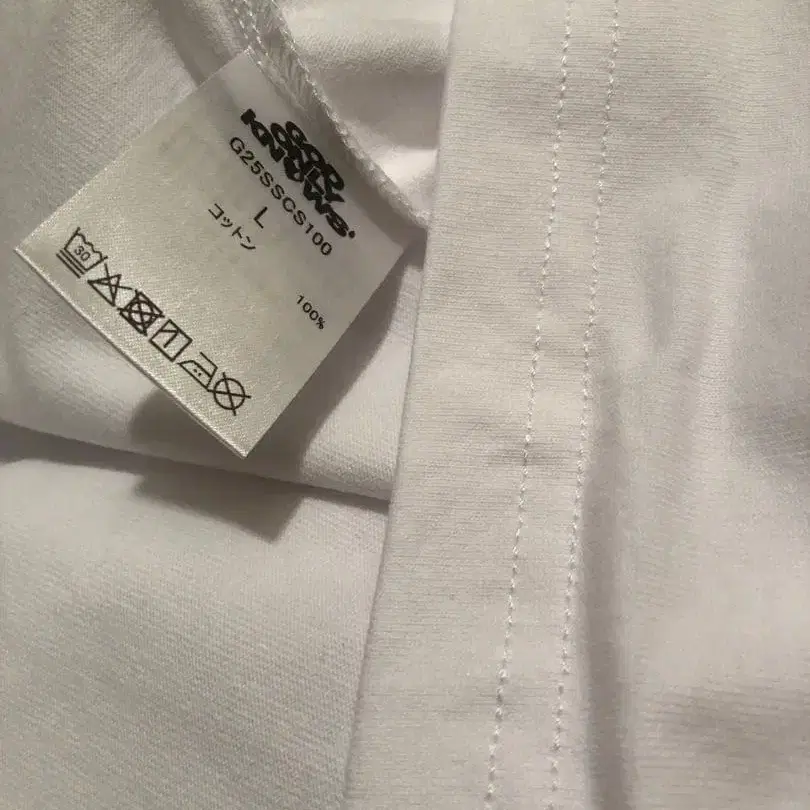 GOD
ONLY
KNOWS
G25SSCS100
L
コットン 100%
30